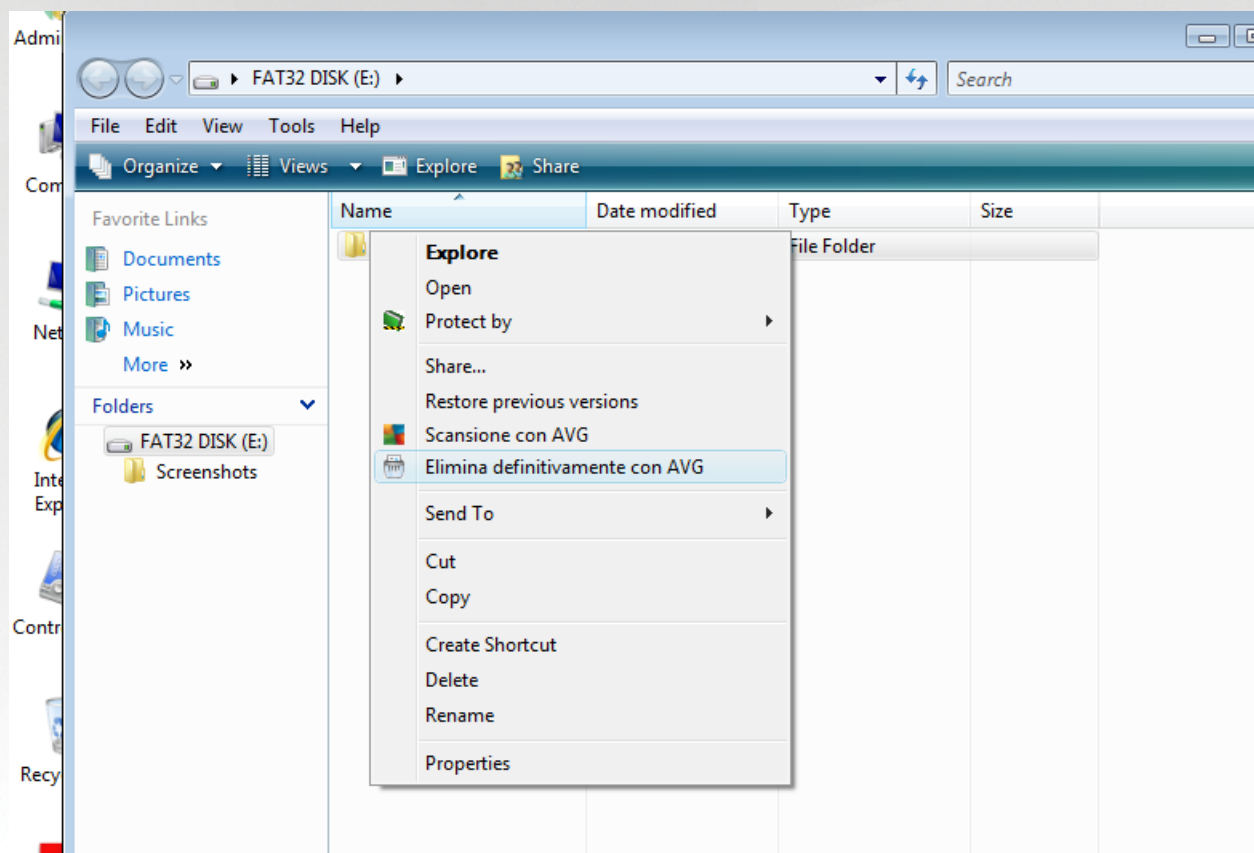 Admi
FAT32 DISK (E:)
Search
File Edit View Tools Help
Organize Views Explore Share
Com
Favorite Links
Name Date modified Type Size
Documents
File Folder
Pictures
Net
Music
More »
Folders
FAT32 DISK (E:)
Screenshots
Inte
Exp
Contr
Recy
Explore
Open
Protect by
Share...
Restore previous versions
Scansione con AVG
Elimina definitivamente con AVG
Send To
Cut
Copy
Create Shortcut
Delete
Rename
Properties